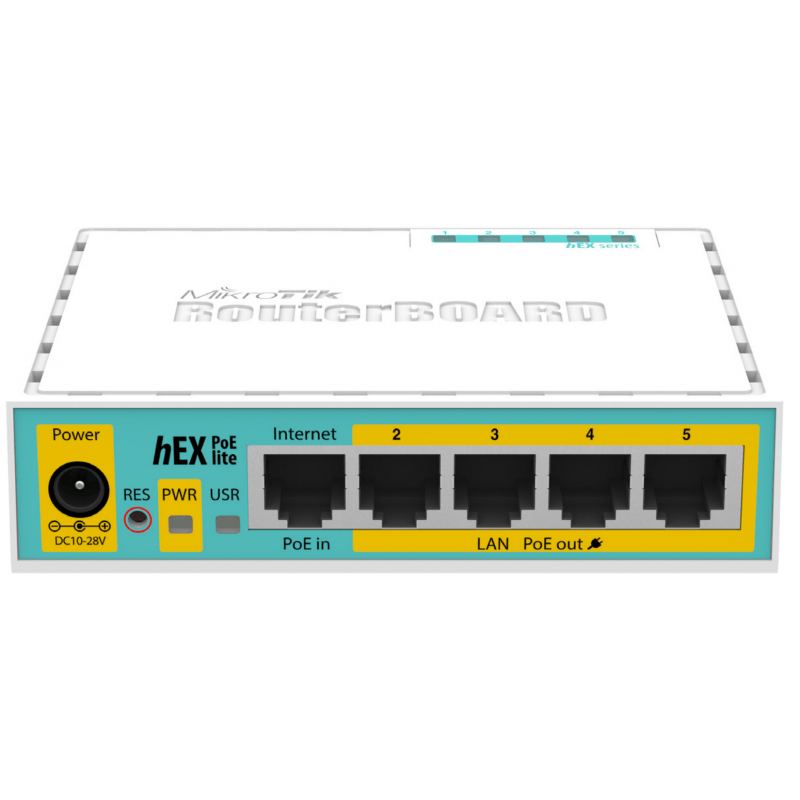 1 2 3 4 5
hEX series
MikroTik
RouterBOARD
Power
hEX PoE
lite
Internet
2 3 4 5
RES PWR USR
DC10-28V
PoE in
LAN PoE out